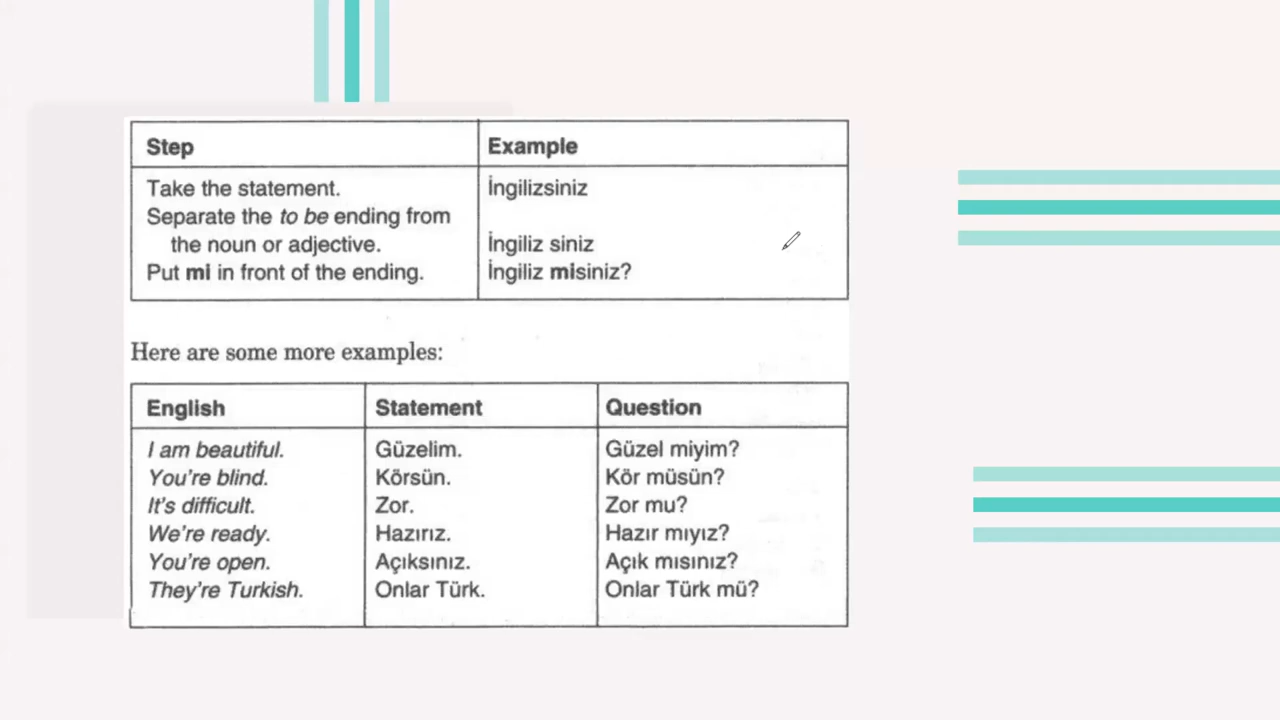 Step Example
Take the statement. İngilizsiniz
Separate the to be ending from
the noun or adjective. İngiliz siniz
Put mi in front of the ending. İngiliz misiniz?
Here are some more examples:
English Statement Question
I am beautiful. Güzelim. Güzel miyim?
You're blind. Körsün. Kör müsün?
It's difficult. Zor. Zor mu?
We're ready. Hazırız. Hazır mıyız?
You're open. Açıksınız. Açık mısınız?
They're Turkish. Onlar Türk. Onlar Türk mü?